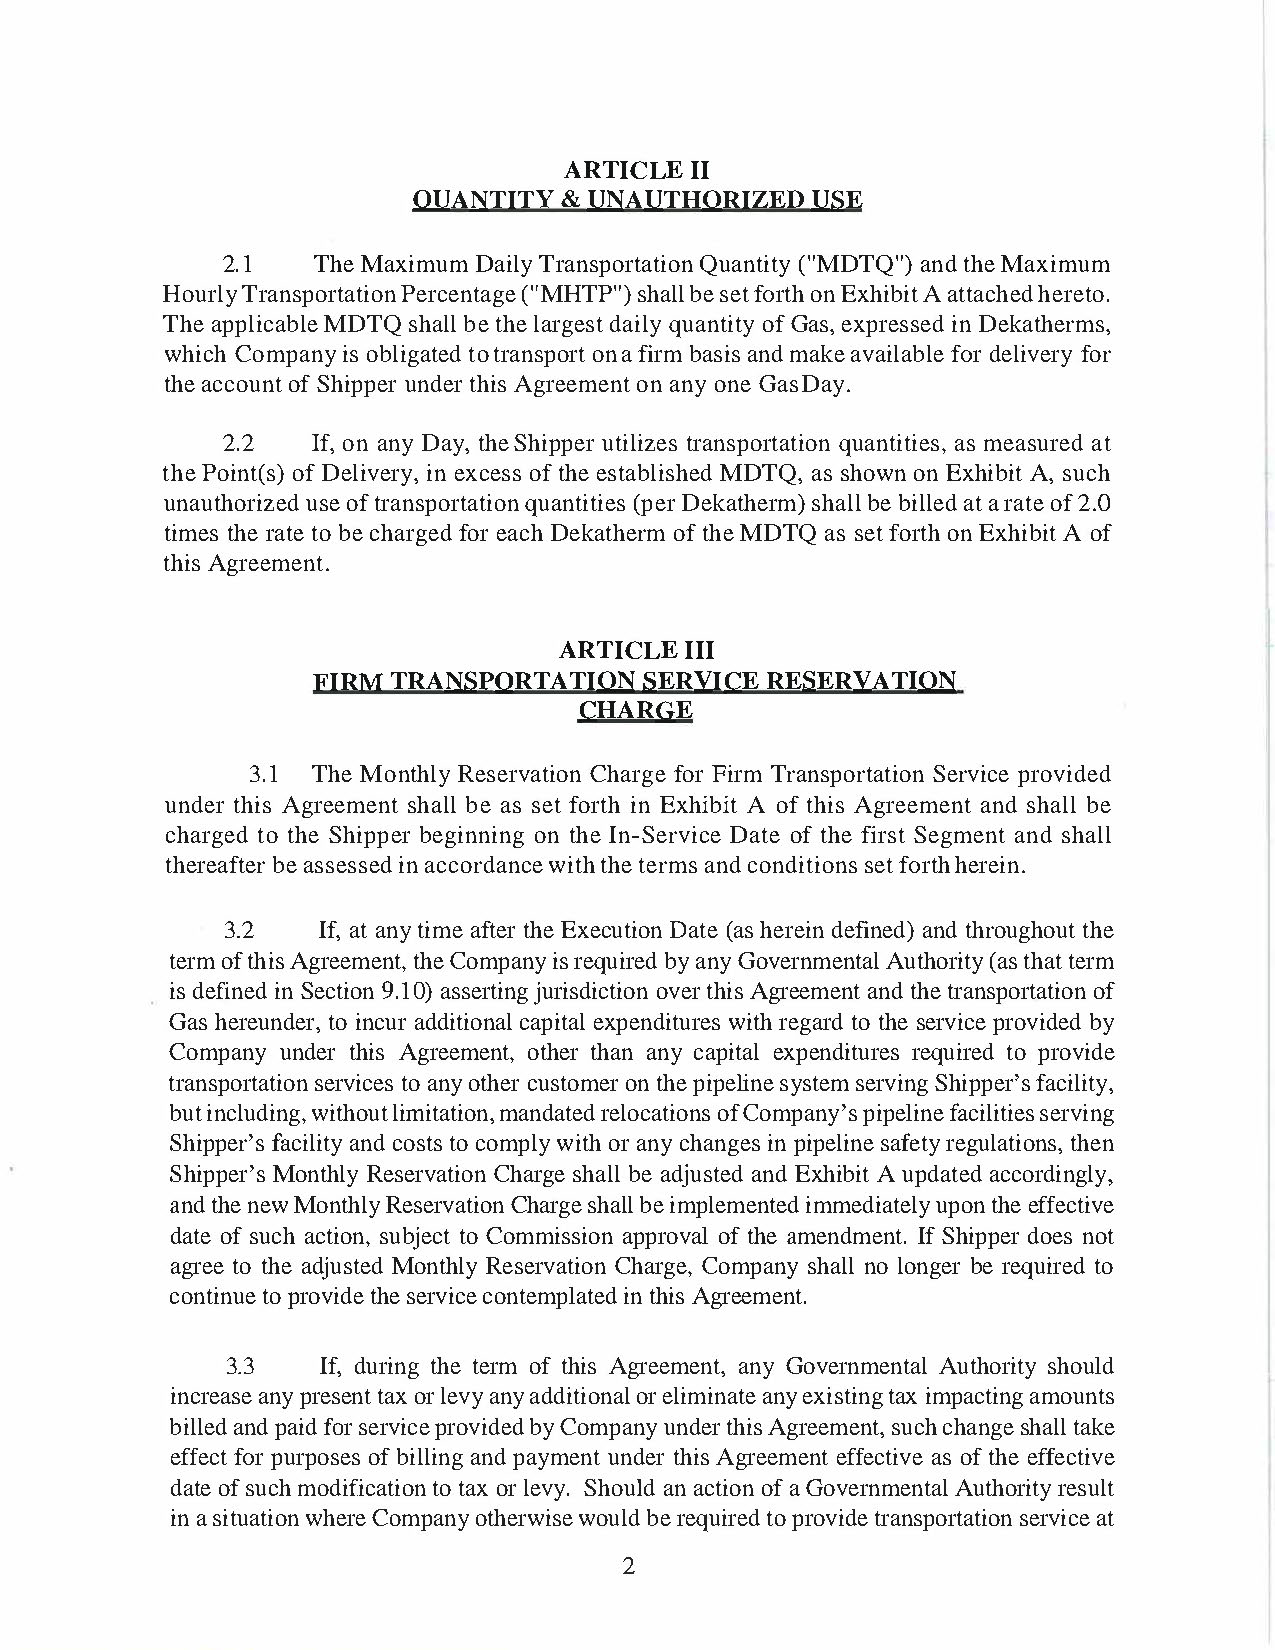 ARTICLE II
QUANTITY & UNAUTHORIZED USE
2.1 The Maximum Daily Transportation Quantity ("MDTQ") and the Maximum
Hourly Transportation Percentage ("MHTP") shall be set forth on Exhibit A attached hereto.
The applicable MDTQ shall be the largest daily quantity of Gas, expressed in Dekatherms,
which Company is obligated to transport on a firm basis and make available for delivery for
the account of Shipper under this Agreement on any one Gas Day.
2.2 If, on any Day, the Shipper utilizes transportation quantities, as measured at
the Point(s) of Delivery, in excess of the established MDTQ, as shown on Exhibit A, such
unauthorized use of transportation quantities (per Dekatherm) shall be billed at a rate of 2.0
times the rate to be charged for each Dekatherm of the MDTQ as set forth on Exhibit A of
this Agreement.
ARTICLE III
FIRM TRANSPORTATION SERVICE RESERVATION
CHARGE
3.1 The Monthly Reservation Charge for Firm Transportation Service provided
under this Agreement shall be as set forth in Exhibit A of this Agreement and shall be
charged to the Shipper beginning on the In-Service Date of the first Segment and shall
thereafter be assessed in accordance with the terms and conditions set forth herein.
3.2 If, at any time after the Execution Date (as herein defined) and throughout the
term of this Agreement, the Company is required by any Governmental Authority (as that term
is defined in Section 9.10) asserting jurisdiction over this Agreement and the transportation of
Gas hereunder, to incur additional capital expenditures with regard to the service provided by
Company under this Agreement, other than any capital expenditures required to provide
transportation services to any other customer on the pipeline system serving Shipper's facility,
but including, without limitation, mandated relocations of Company's pipeline facilities serving
Shipper's facility and costs to comply with or any changes in pipeline safety regulations, then
Shipper's Monthly Reservation Charge shall be adjusted and Exhibit A updated accordingly,
and the new Monthly Reservation Charge shall be implemented immediately upon the effective
date of such action, subject to Commission approval of the amendment. If Shipper does not
agree to the adjusted Monthly Reservation Charge, Company shall no longer be required to
continue to provide the service contemplated in this Agreement.
3.3 If, during the term of this Agreement, any Governmental Authority should
increase any present tax or levy any additional or eliminate any existing tax impacting amounts
billed and paid for service provided by Company under this Agreement, such change shall take
effect for purposes of billing and payment under this Agreement effective as of the effective
date of such modification to tax or levy. Should an action of a Governmental Authority result
in a situation where Company otherwise would be required to provide transportation service at
2